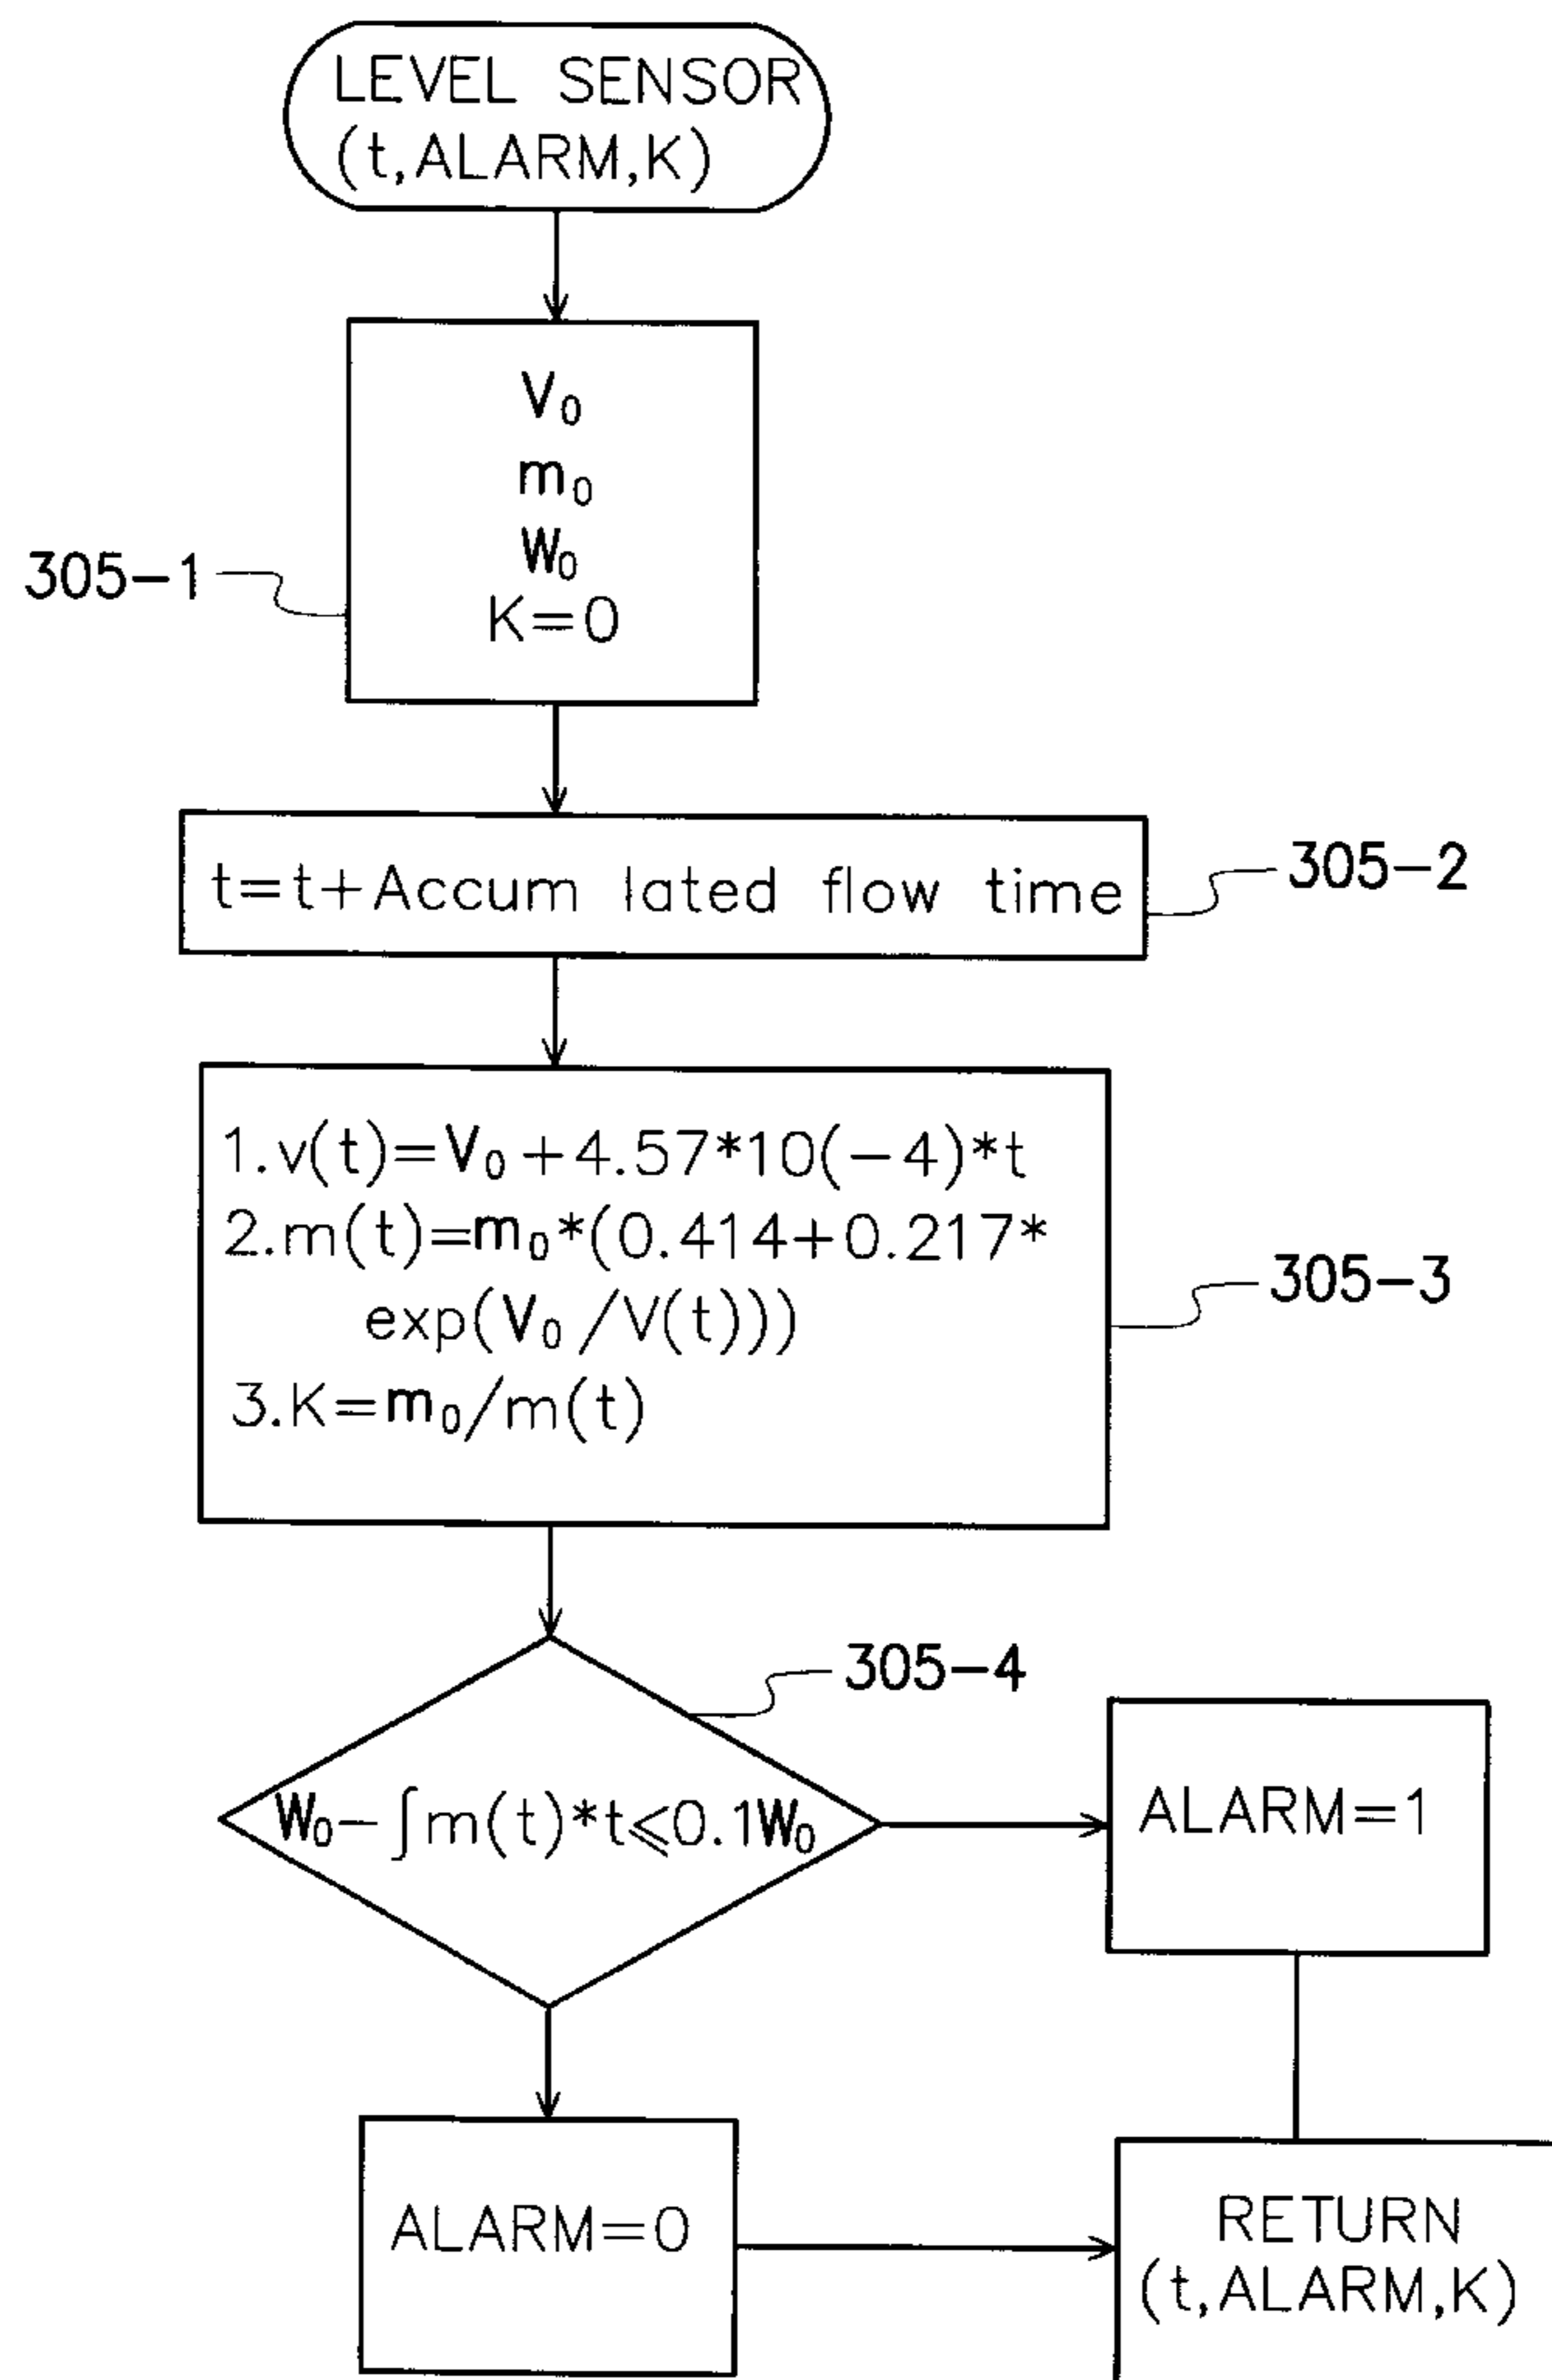 LEVEL SENSOR
(t,ALARM,K)
V₀
m₀
W₀
K=0
305-1
t=t+Accum lated flow time
305-2
1.v(t)=V₀+4.57*10(-4)*t
2.m(t)=m₀*(0.414+0.217*
exp(V₀/V(t)))
3.K=m₀/m(t)
305-3
305-4
W₀-∫m(t)*t≤0.1W₀
ALARM=1
ALARM=0
RETURN
(t,ALARM,K)